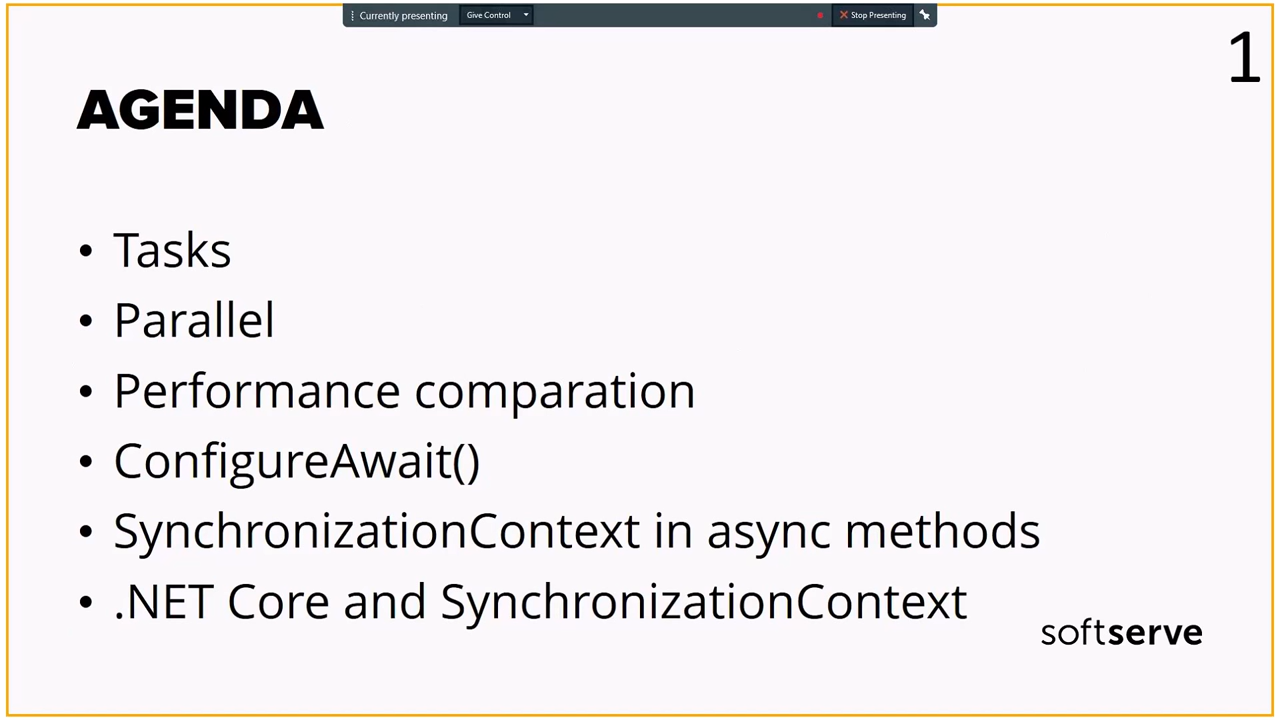 Currently presenting Give Control Stop Presenting
1
AGENDA
• Tasks
• Parallel
• Performance comparation
• ConfigureAwait()
• SynchronizationContext in async methods
• .NET Core and SynchronizationContext
softserve